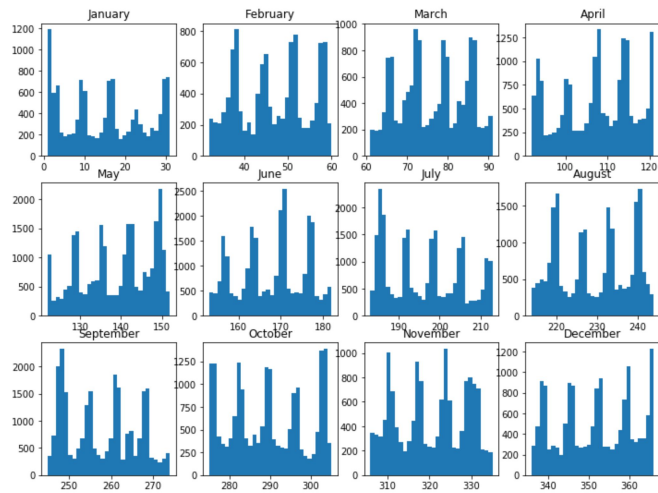 January February March April
1200 1000 800 600 400 200 0
0 10 20 30
800 600 400 200 0
40 50 60
1000 800 600 400 200 0
60 70 80 90
1250 1000 750 500 250 0
100 110 120
May June July August
2000 1500 1000 500 0
130 140 150
2500 2000 1500 1000 500 0
160 170 180
2000 1500 1000 500 0
190 200 210
1500 1000 500 0
220 230 240
September October November December
2000 1500 1000 500 0
250 260 270
1250 1000 750 500 250 0
280 290 300
1000 800 600 400 200 0
310 320 330
1200 1000 800 600 400 200 0
340 350 360